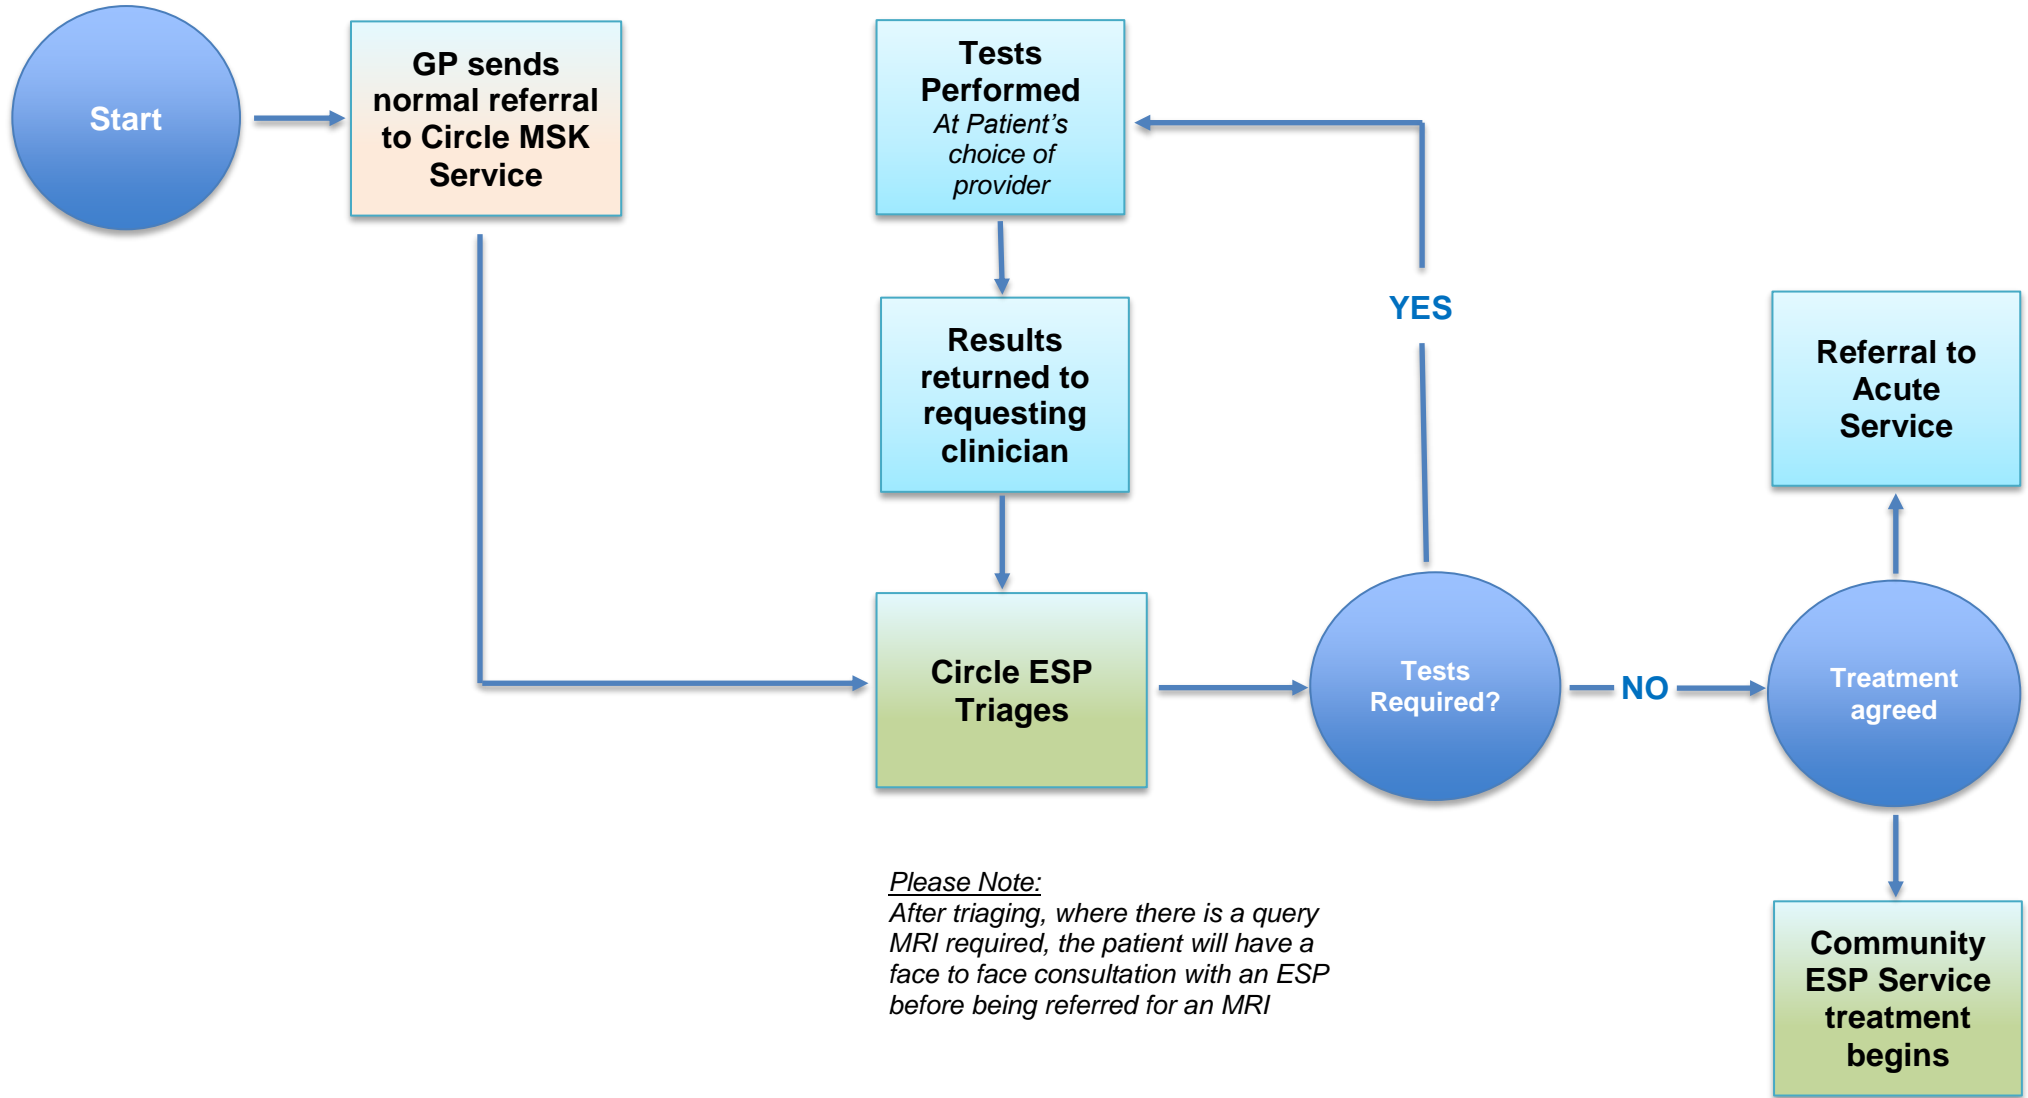 Start
GP sends
normal referral
to Circle MSK
Service
Tests
Performed
At Patient’s
choice of
provider
Results
returned to
requesting
clinician
YES
Referral to
Acute
Service
Circle ESP
Triages
Tests
Required?
NO
Treatment
agreed
Please Note:
After triaging, where there is a query
MRI required, the patient will have a
face to face consultation with an ESP
before being referred for an MRI
Community
ESP Service
treatment
begins